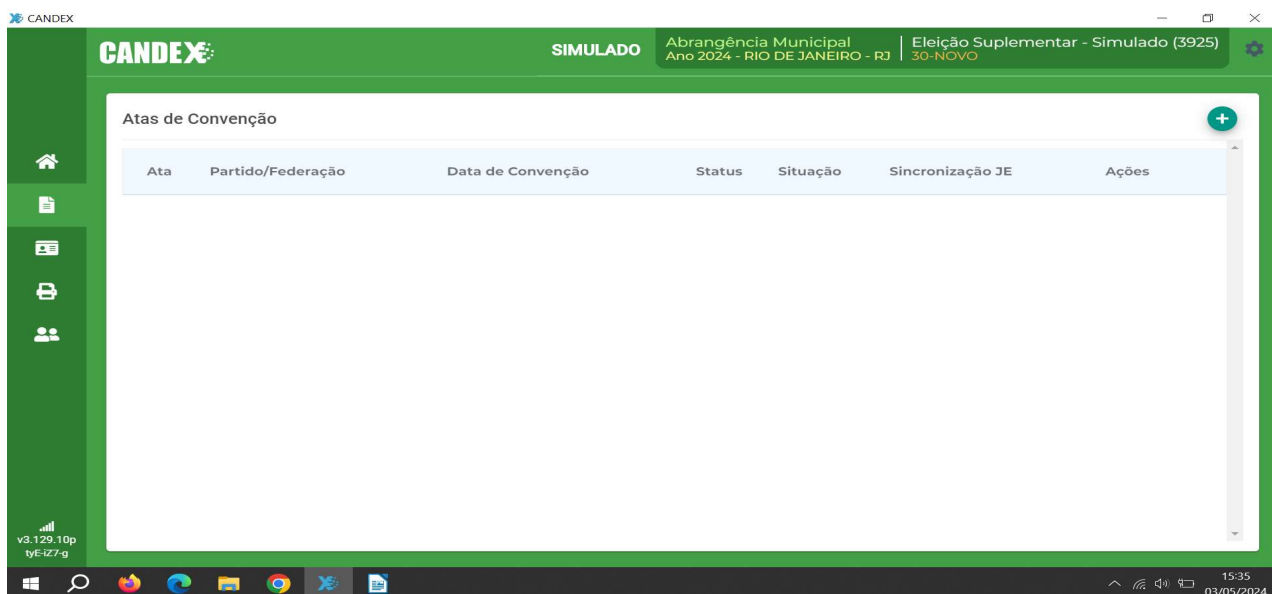 CANDEX
CANDEX
SIMULADO
Abrangência Municipal
Ano 2024 - RIO DE JANEIRO - RJ
Eleição Suplementar - Simulado (3925)
30-NOVO
Atas de Convenção
Ata Partido/Federação Data de Convenção Status Situação Sincronização JE Ações
v3.129.10p
tyE-iZ7-g
15:35
03/05/2024